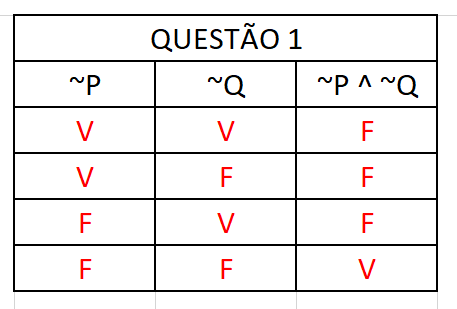 QUESTÃO 1
~P ~Q ~P ^ ~Q
V V F
V F F
F V F
F F V